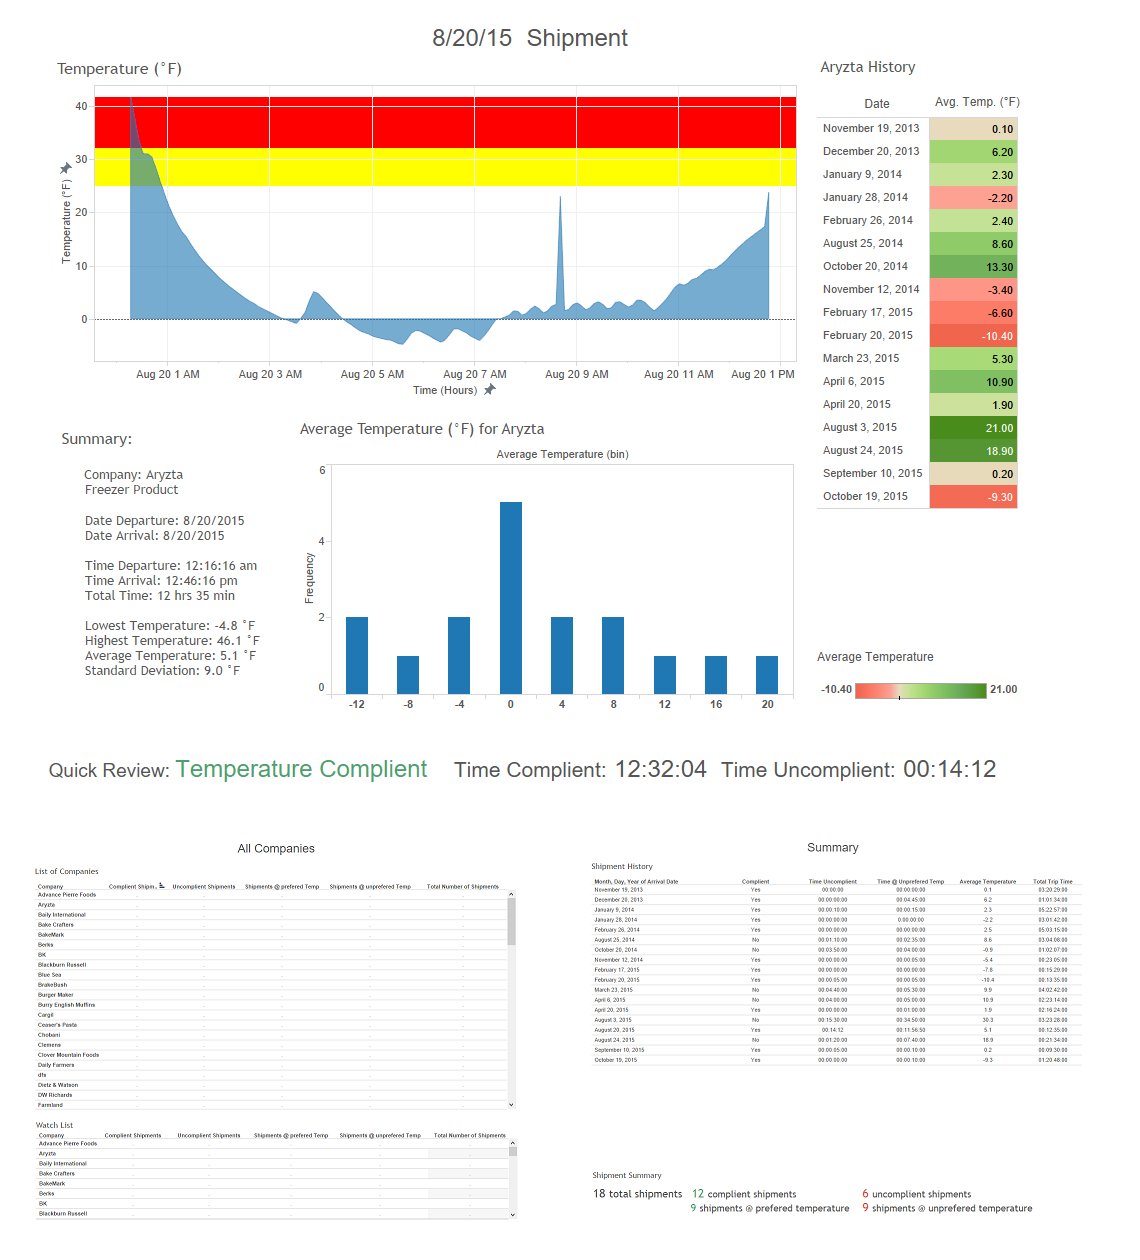 8/20/15 Shipment
Temperature (°F)
40
30
20
10
0
Temperature (°F)
Aug 20 1 AM
Aug 20 3 AM
Aug 20 5 AM
Aug 20 7 AM
Aug 20 9 AM
Aug 20 11 AM
Aug 20 1 PM
Time (Hours)
Aryzta History
Date Avg. Temp. (°F)
November 19, 2013 0.10
December 20, 2013 6.20
January 9, 2014 2.30
January 28, 2014 -2.20
February 26, 2014 2.40
August 25, 2014 8.60
October 20, 2014 13.30
November 12, 2014 -3.40
February 17, 2015 -6.60
February 20, 2015 -10.40
March 23, 2015 5.30
April 6, 2015 10.90
April 20, 2015 1.90
August 3, 2015 21.00
August 24, 2015 18.90
September 10, 2015 0.20
October 19, 2015 -9.30
Summary:
Company: Aryzta
Freezer Product
Date Departure: 8/20/2015
Date Arrival: 8/20/2015
Time Departure: 12:16:16 am
Time Arrival: 12:46:16 pm
Total Time: 12 hrs 35 min
Lowest Temperature: -4.8 °F
Highest Temperature: 46.1 °F
Average Temperature: 5.1 °F
Standard Deviation: 9.0 °F
Average Temperature (°F) for Aryzta
Average Temperature (bin)
6
4
2
0
Frequency
-12 -8 -4 0 4 8 12 16 20
Average Temperature
-10.40 21.00
Quick Review: Temperature Complient Time Complient: 12:32:04 Time Uncomplient: 00:14:12
All Companies
List of Companies
Company Complient Shipm.. Uncomplient Shipments Shipments @ prefered Temp Shipments @ unprefered Temp Total Number of Shipments
Advance Pierre Foods
Aryzta
Baily International
Bake Crafters
BakeMark
Berks
BK
Blackburn Russell
Blue Sea
BrakeBush
Burger Maker
Burry English Muffins
Cargil
Ceaser's Pasta
Chobani
Clemens
Clover Mountain Foods
Daily Farmers
dfs
Dietz & Watson
DW Richards
Farmland
Watch List
Company Complient Shipments Uncomplient Shipments Shipments @ prefered Temp Shipments @ unprefered Temp Total Number of Shipments
Advance Pierre Foods
Aryzta
Baily International
Bake Crafters
BakeMark
Berks
BK
Blackburn Russell
Summary
Shipment History
Month, Day, Year of Arrival Date Complient Time Uncomplient Time @ Unprefered Temp Average Temperature Total Trip Time
November 19, 2013 Yes 00:00:00 00:00:00:00 0.1 03:20:29:00
December 20, 2013 Yes 00:00:00:00 00:04:45:00 6.2 01:01:34:00
January 9, 2014 Yes 00:00:10:00 00:00:15:00 2.3 05:22:57:00
January 28, 2014 Yes 00:00:00:00 0:00:00:00 -2.2 03:01:42:00
February 26, 2014 Yes 00:00:00:00 00:00:00:00 2.5 05:03:15:00
August 25, 2014 No 00:01:10:00 00:02:35:00 8.6 03:04:08:00
October 20, 2014 No 00:03:50:00 00:04:00:00 -0.9 01:02:07:00
November 12, 2014 Yes 00:00:00:00 00:00:05:00 -5.4 00:23:05:00
February 17, 2015 Yes 00:00:00:00 00:00:00:00 -7.8 00:15:29:00
February 20, 2015 Yes 00:00:05:00 00:00:05:00 -10.4 00:13:35:00
March 23, 2015 No 00:04:40:00 00:05:30:00 9.9 04:02:42:00
April 6, 2015 No 00:04:00:00 00:05:00:00 10.9 02:23:14:00
April 20, 2015 Yes 00:00:00:00 00:01:00:00 1.9 02:16:24:00
August 3, 2015 No 00:15:30:00 00:34:50:00 30.3 03:23:28:00
August 20, 2015 Yes 00:14:12 00:11:56:50 5.1 00:12:35:00
August 24, 2015 No 00:01:20:00 00:07:40:00 18.9 00:21:34:00
September 10, 2015 Yes 00:00:05:00 00:00:10:00 0.2 00:09:30:00
October 19, 2015 Yes 00:00:00:00 00:00:10:00 -9.3 01:20:48:00
Shipment Summary
18 total shipments 12 complient shipments 6 uncomplient shipments
9 shipments @ prefered temperature 9 shipments @ unprefered temperature